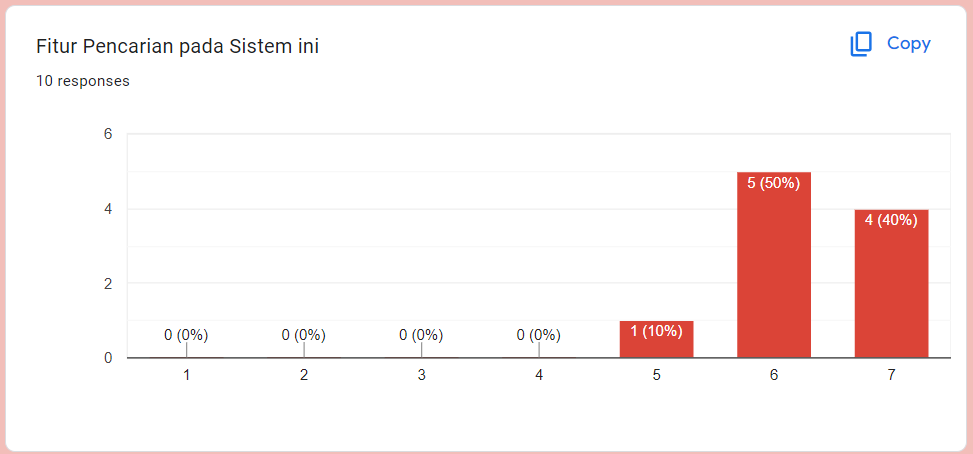 Fitur Pencarian pada Sistem ini
Copy
10 responses
6
4
2
0
0 (0%)
0 (0%)
0 (0%)
0 (0%)
1 (10%)
5 (50%)
4 (40%)
1 2 3 4 5 6 7